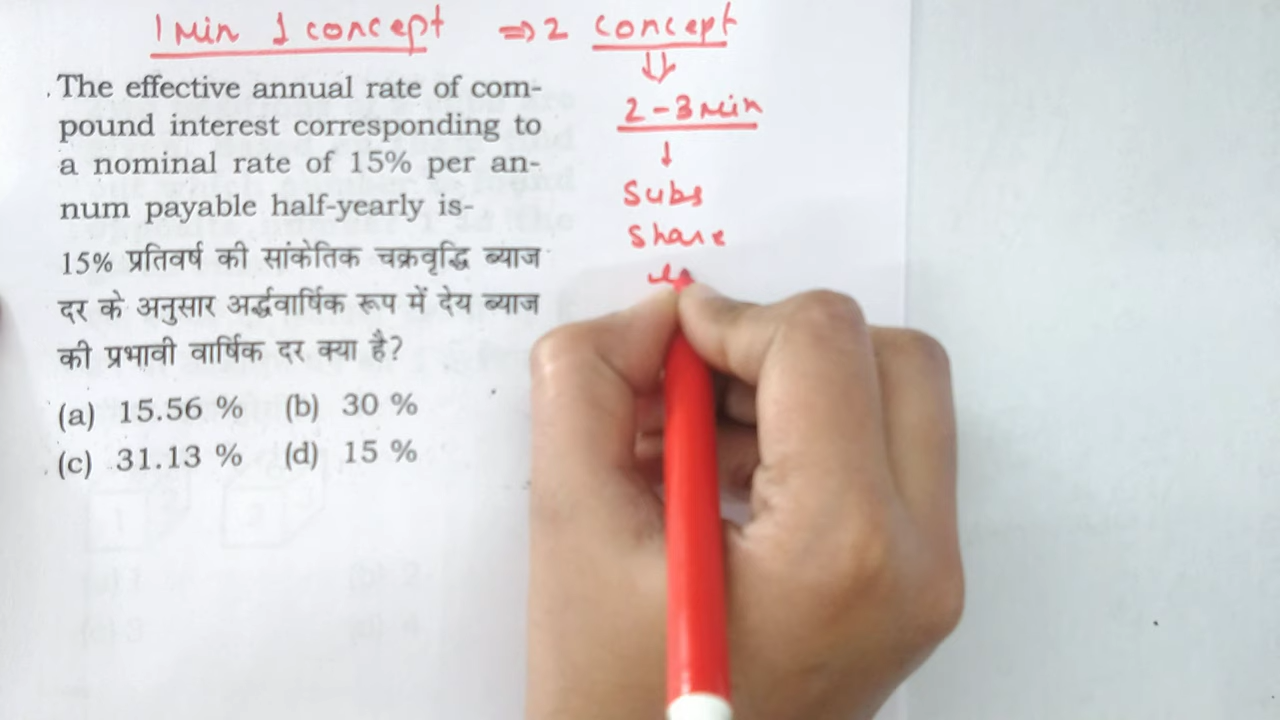 1 Min 1 concept ⇒ 2 concept
2-3 Min
Subs
Share
The effective annual rate of com-
pound interest corresponding to
a nominal rate of 15% per an-
num payable half-yearly is-
15% प्रतिवर्ष की सांकेतिक चक्रवृद्धि ब्याज
दर के अनुसार अर्द्धवार्षिक रूप में देय ब्याज
की प्रभावी वार्षिक दर क्या है?
(a) 15.56 % (b) 30 %
(c) 31.13 % (d) 15 %